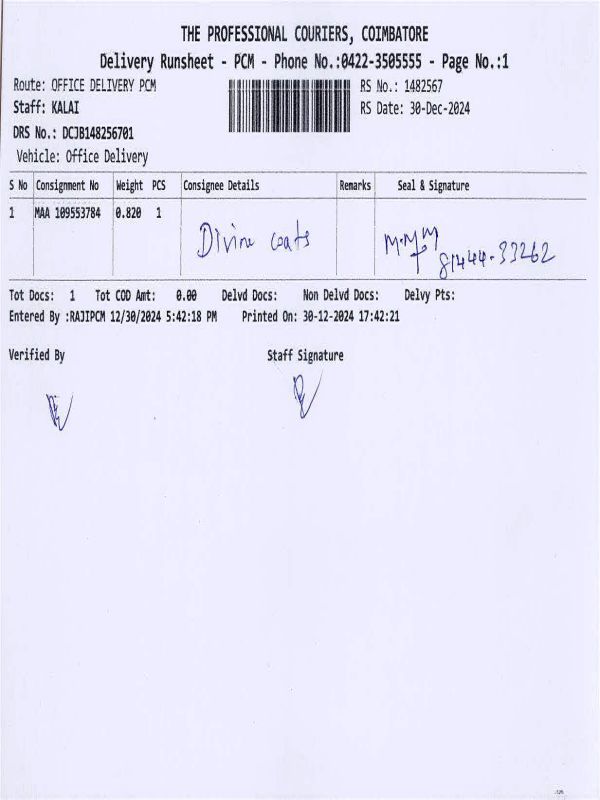 THE PROFESSIONAL COURIERS, COIMBATORE
Delivery Runsheet - PCM - Phone No.:0422-3505555 - Page No.:1
Route: OFFICE DELIVERY PCM
RS No.: 1482567
Staff: KALAI
RS Date: 30-Dec-2024
DRS No.: DCJB148256701
Vehicle: Office Delivery
S No Consignment No Weight PCS Consignee Details Remarks Seal & Signature
1 MAA 109553784 0.820 1
Divine coats M.M.M
81444-33262
Tot Docs: 1 Tot COD Amt: 0.00 Delvd Docs: Non Delvd Docs: Delvy Pts:
Entered By :RAJIPCM 12/30/2024 5:42:18 PM Printed On: 30-12-2024 17:42:21
Verified By Staff Signature